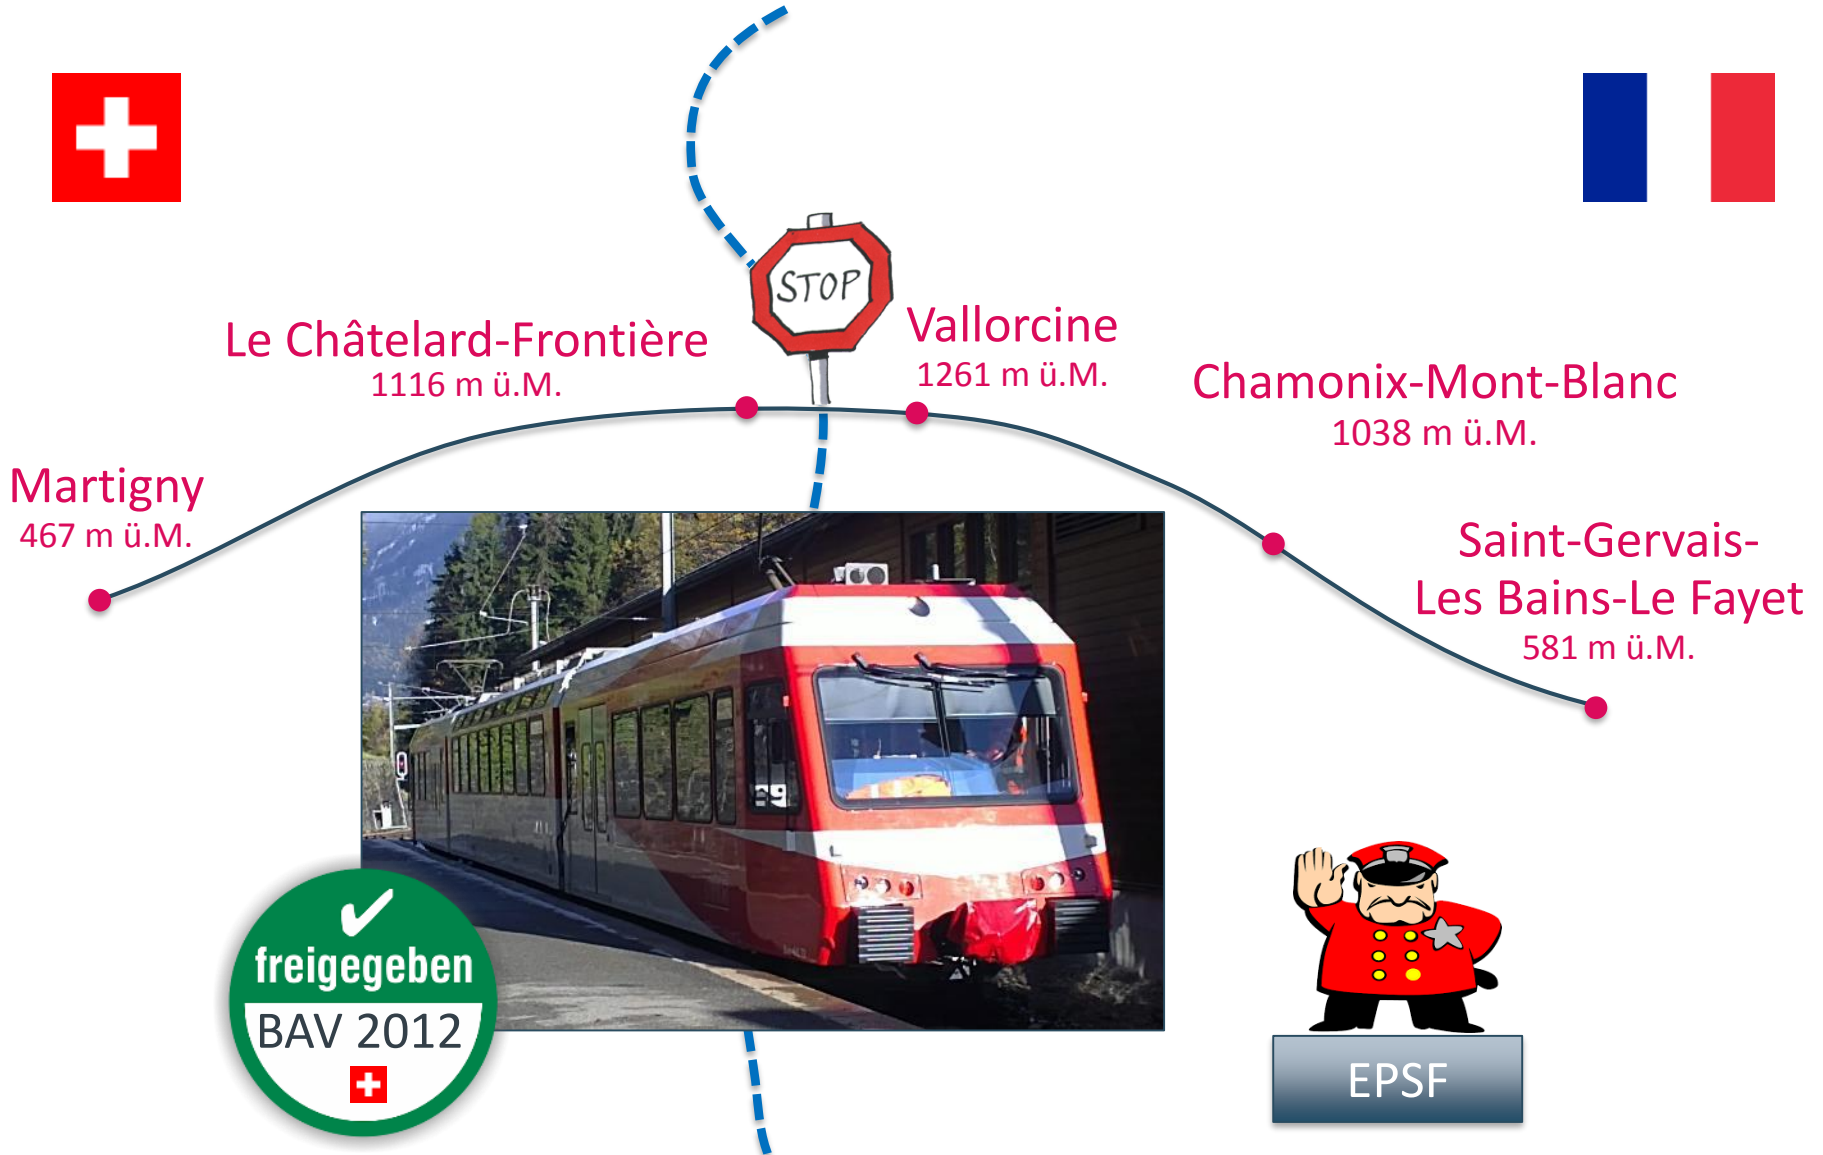 STOP
Le Châtelard-Frontière
1116 m ü.M.
Vallorcine
1261 m ü.M.
Chamonix-Mont-Blanc
1038 m ü.M.
Martigny
467 m ü.M.
Saint-Gervais-
Les Bains-Le Fayet
581 m ü.M.
freigegeben
BAV 2012
EPSF